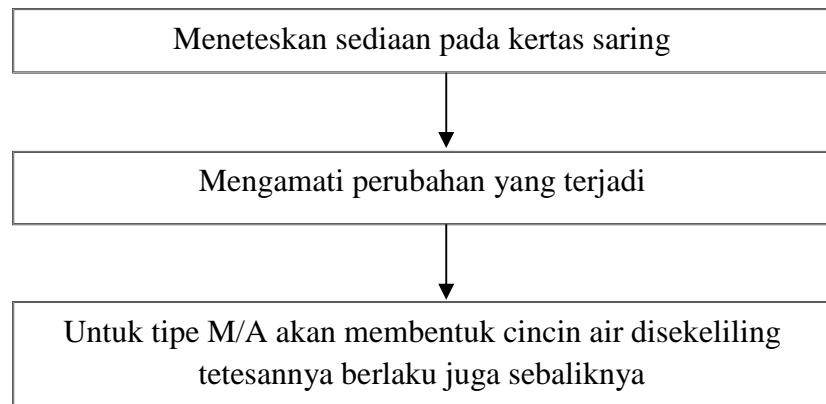 Meneteskan sediaan pada kertas saring
Mengamati perubahan yang terjadi
Untuk tipe M/A akan membentuk cincin air disekeliling
tetesannya berlaku juga sebaliknya